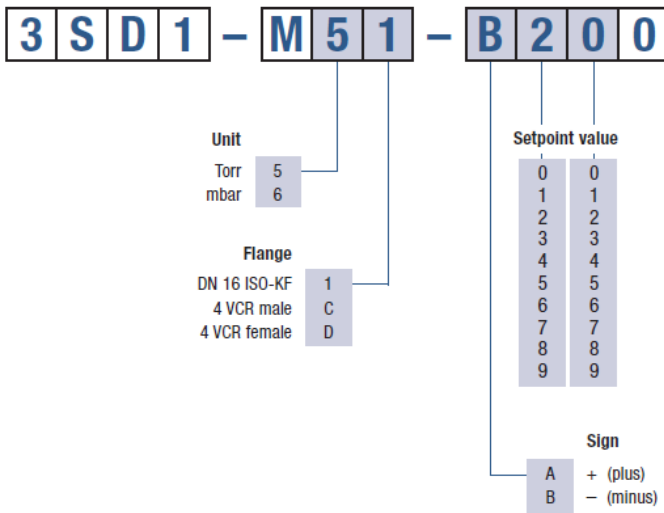 3SD1–M51–B200
Unit
Torr 5
mbar 6
Flange
DN 16 ISO-KF 1
4 VCR male C
4 VCR female D
Setpoint value
0 0
1 1
2 2
3 3
4 4
5 5
6 6
7 7
8 8
9 9
Sign
A + (plus)
B – (minus)